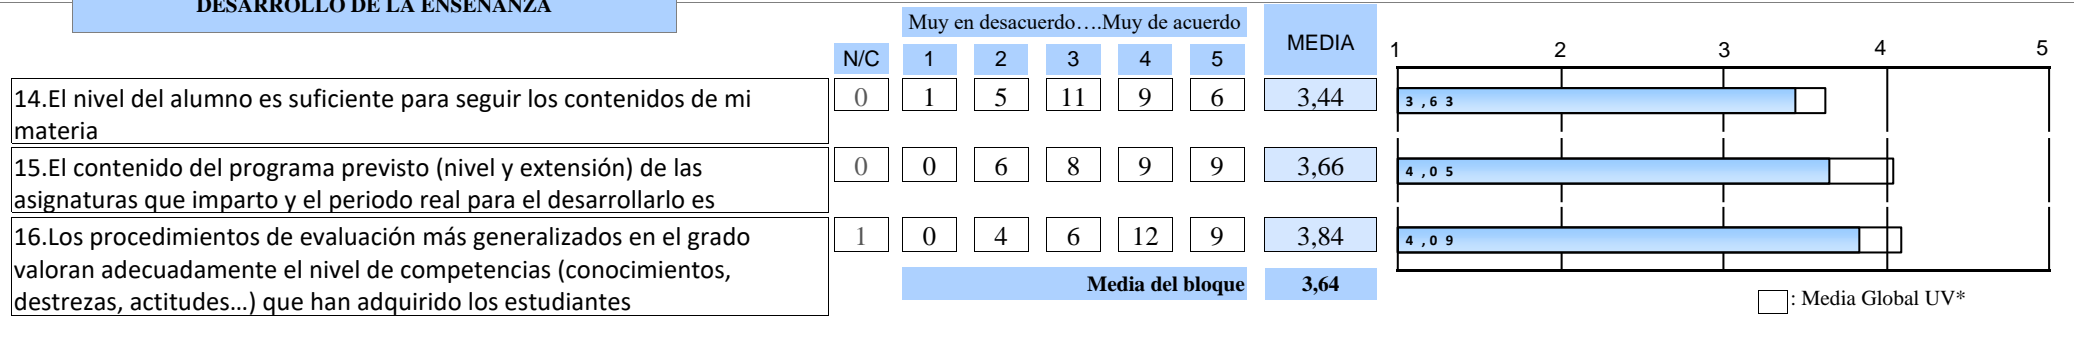 DESARROLLO DE LA ENSEÑANZA
Muy en desacuerdo….Muy de acuerdo
MEDIA
N/C 1 2 3 4 5
1 2 3 4 5
14.El nivel del alumno es suficiente para seguir los contenidos de mi
materia
0 1 5 11 9 6 3,44
3,63
15.El contenido del programa previsto (nivel y extensión) de las
asignaturas que imparto y el periodo real para el desarrollarlo es
0 0 6 8 9 9 3,66
4,05
16.Los procedimientos de evaluación más generalizados en el grado
valoran adecuadamente el nivel de competencias (conocimientos,
destrezas, actitudes…) que han adquirido los estudiantes
1 0 4 6 12 9 3,84
4,09
Media del bloque 3,64
: Media Global UV*